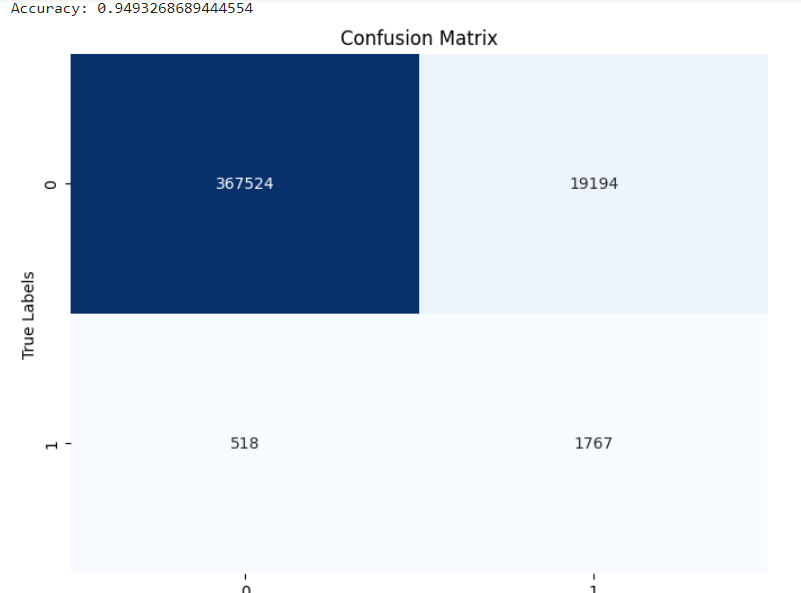 Accuracy: 0.9493268689444554
Confusion Matrix
0
367524 19194
True Labels
1
518 1767
0 1